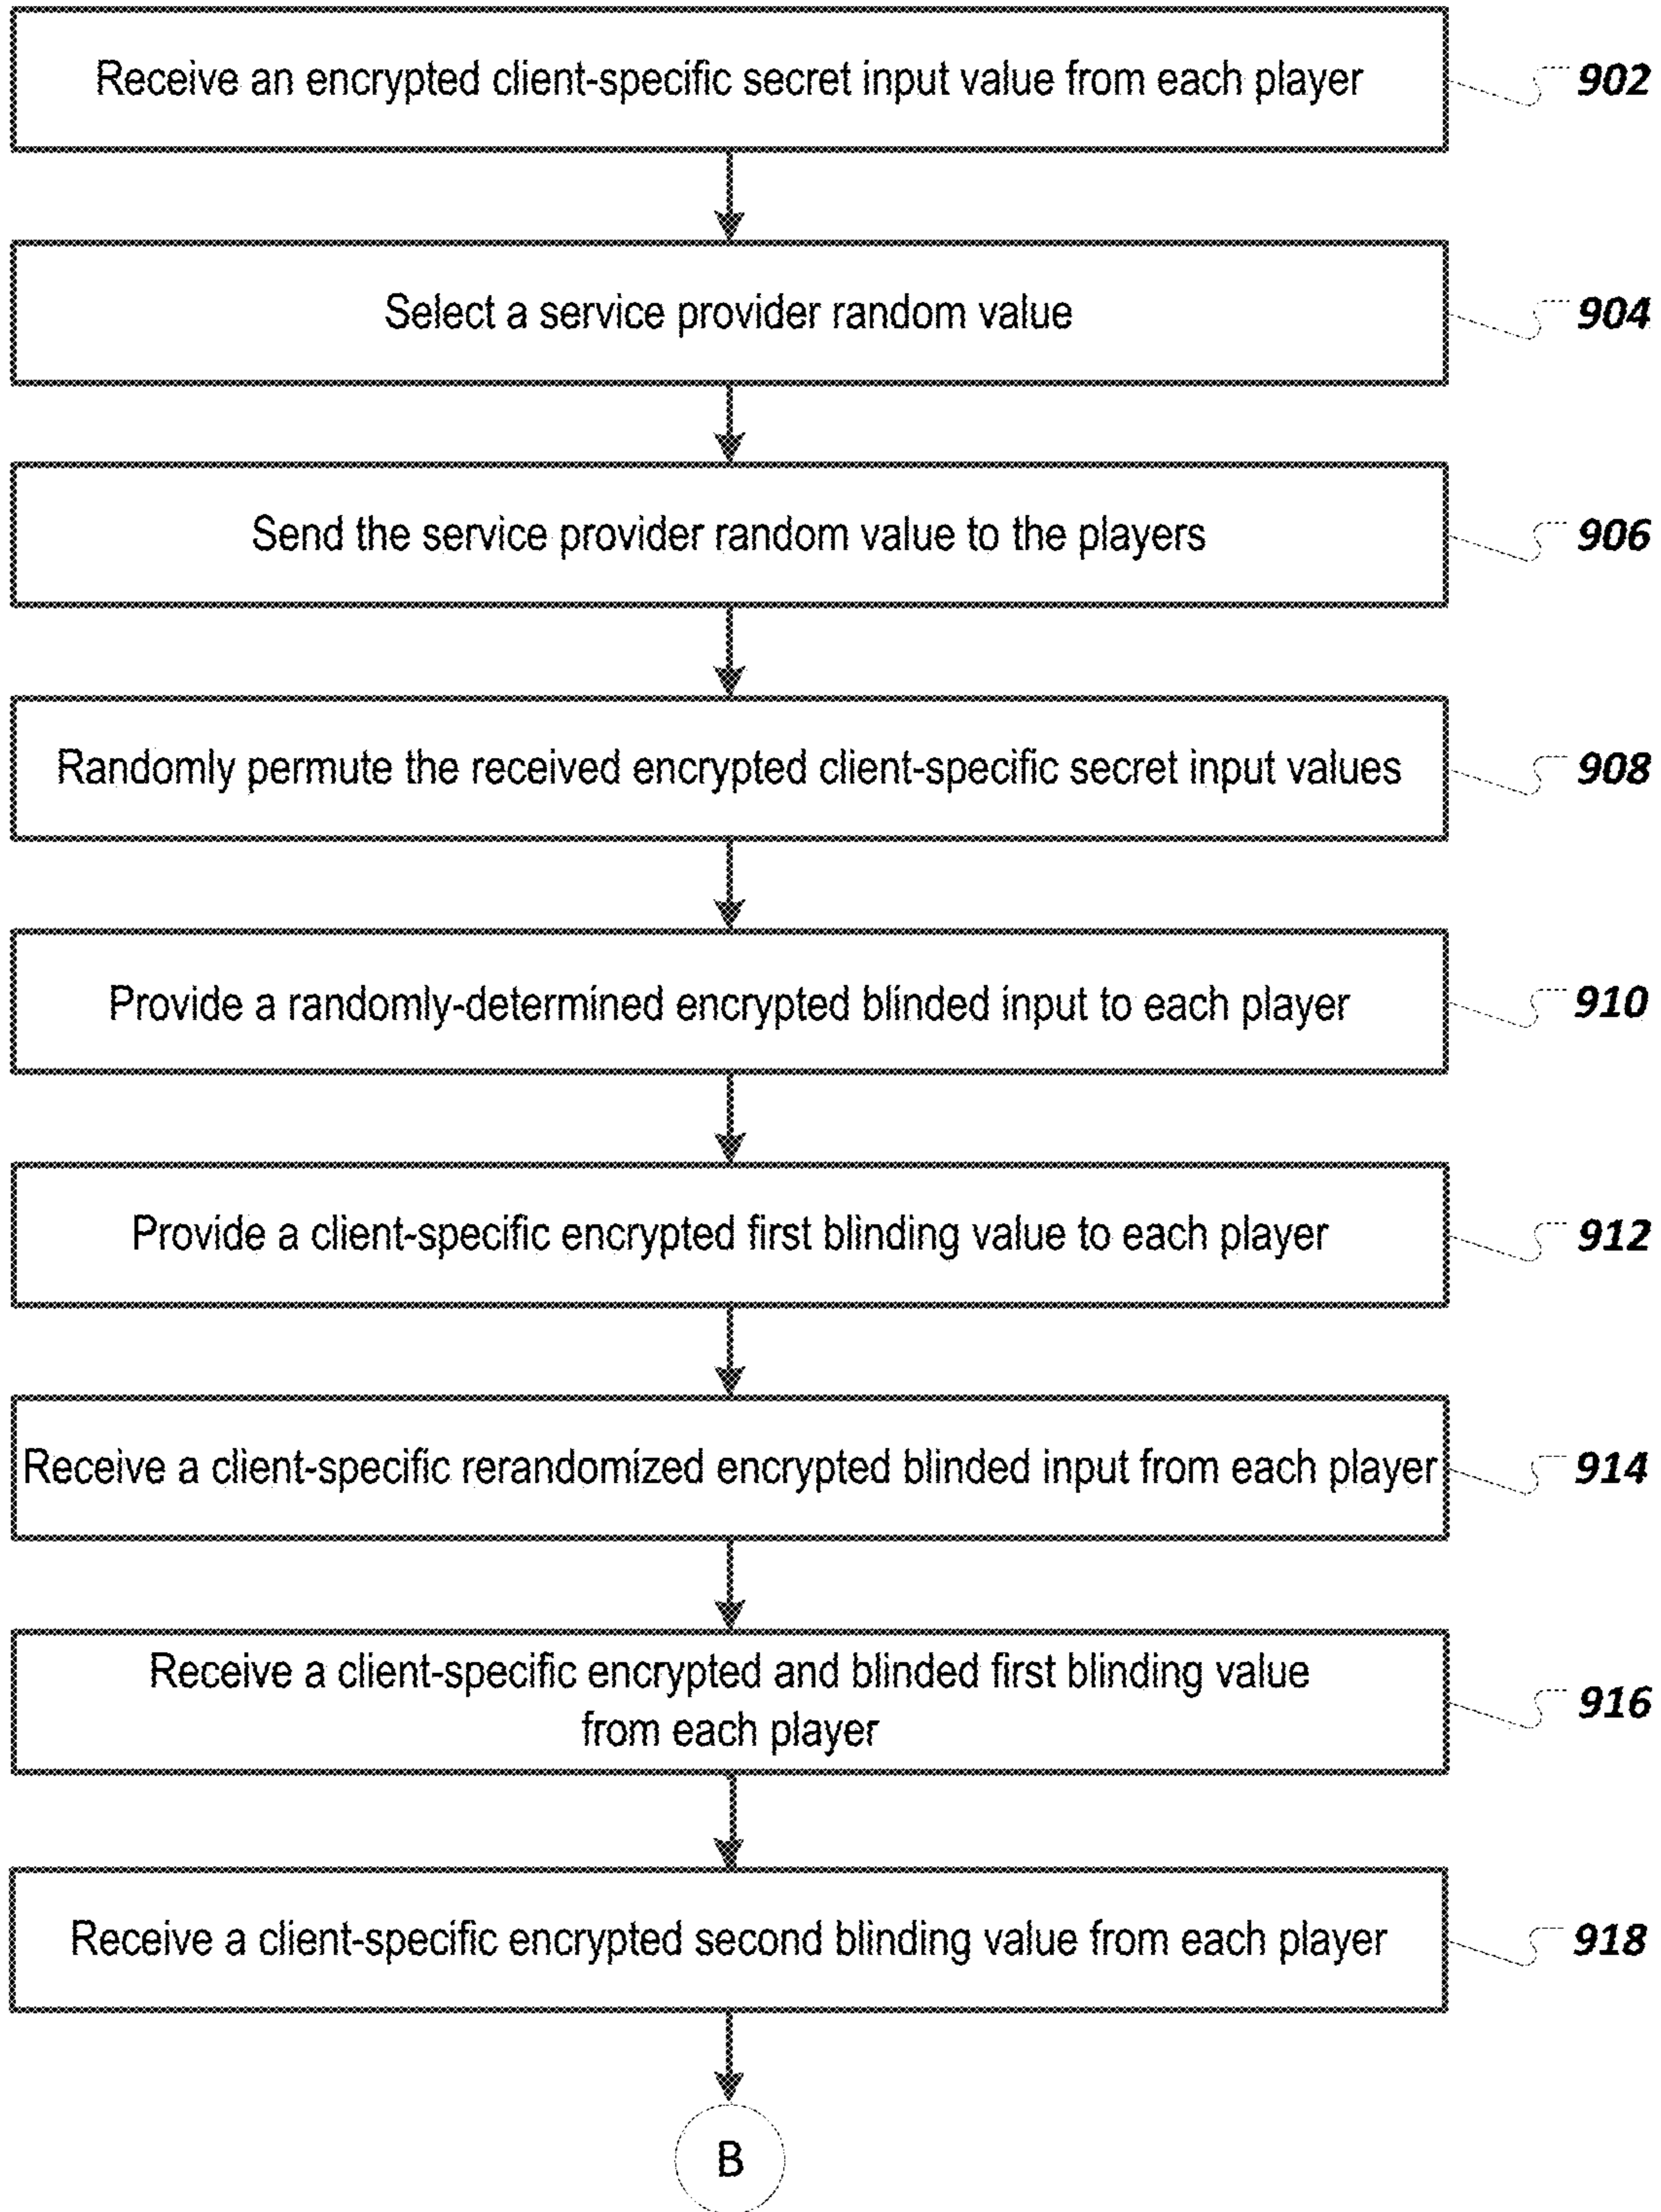 Receive an encrypted client-specific secret input value from each player
902
Select a service provider random value
904
Send the service provider random value to the players
906
Randomly permute the received encrypted client-specific secret input values
908
Provide a randomly-determined encrypted blinded input to each player
910
Provide a client-specific encrypted first blinding value to each player
912
Receive a client-specific rerandomized encrypted blinded input from each player
914
Receive a client-specific encrypted and blinded first blinding value
from each player
916
Receive a client-specific encrypted second blinding value from each player
918
B